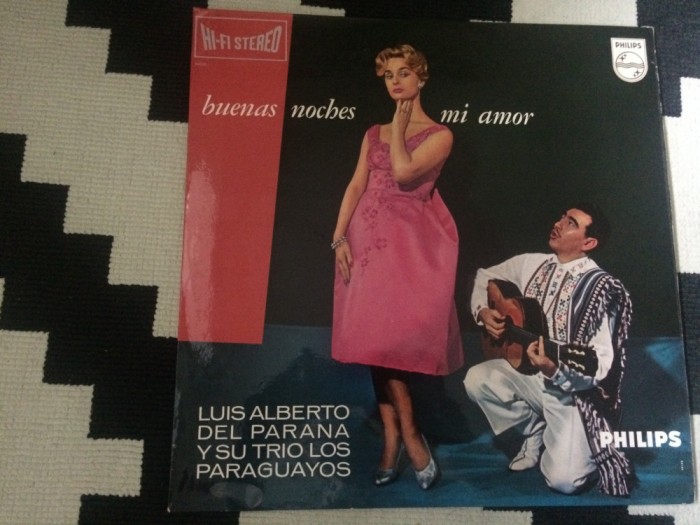 HI-FI STEREO
PHILIPS
buenas noches mi amor
LUIS ALBERTO
DEL PARANA
Y SU TRIO LOS
PARAGUAYOS
PHILIPS